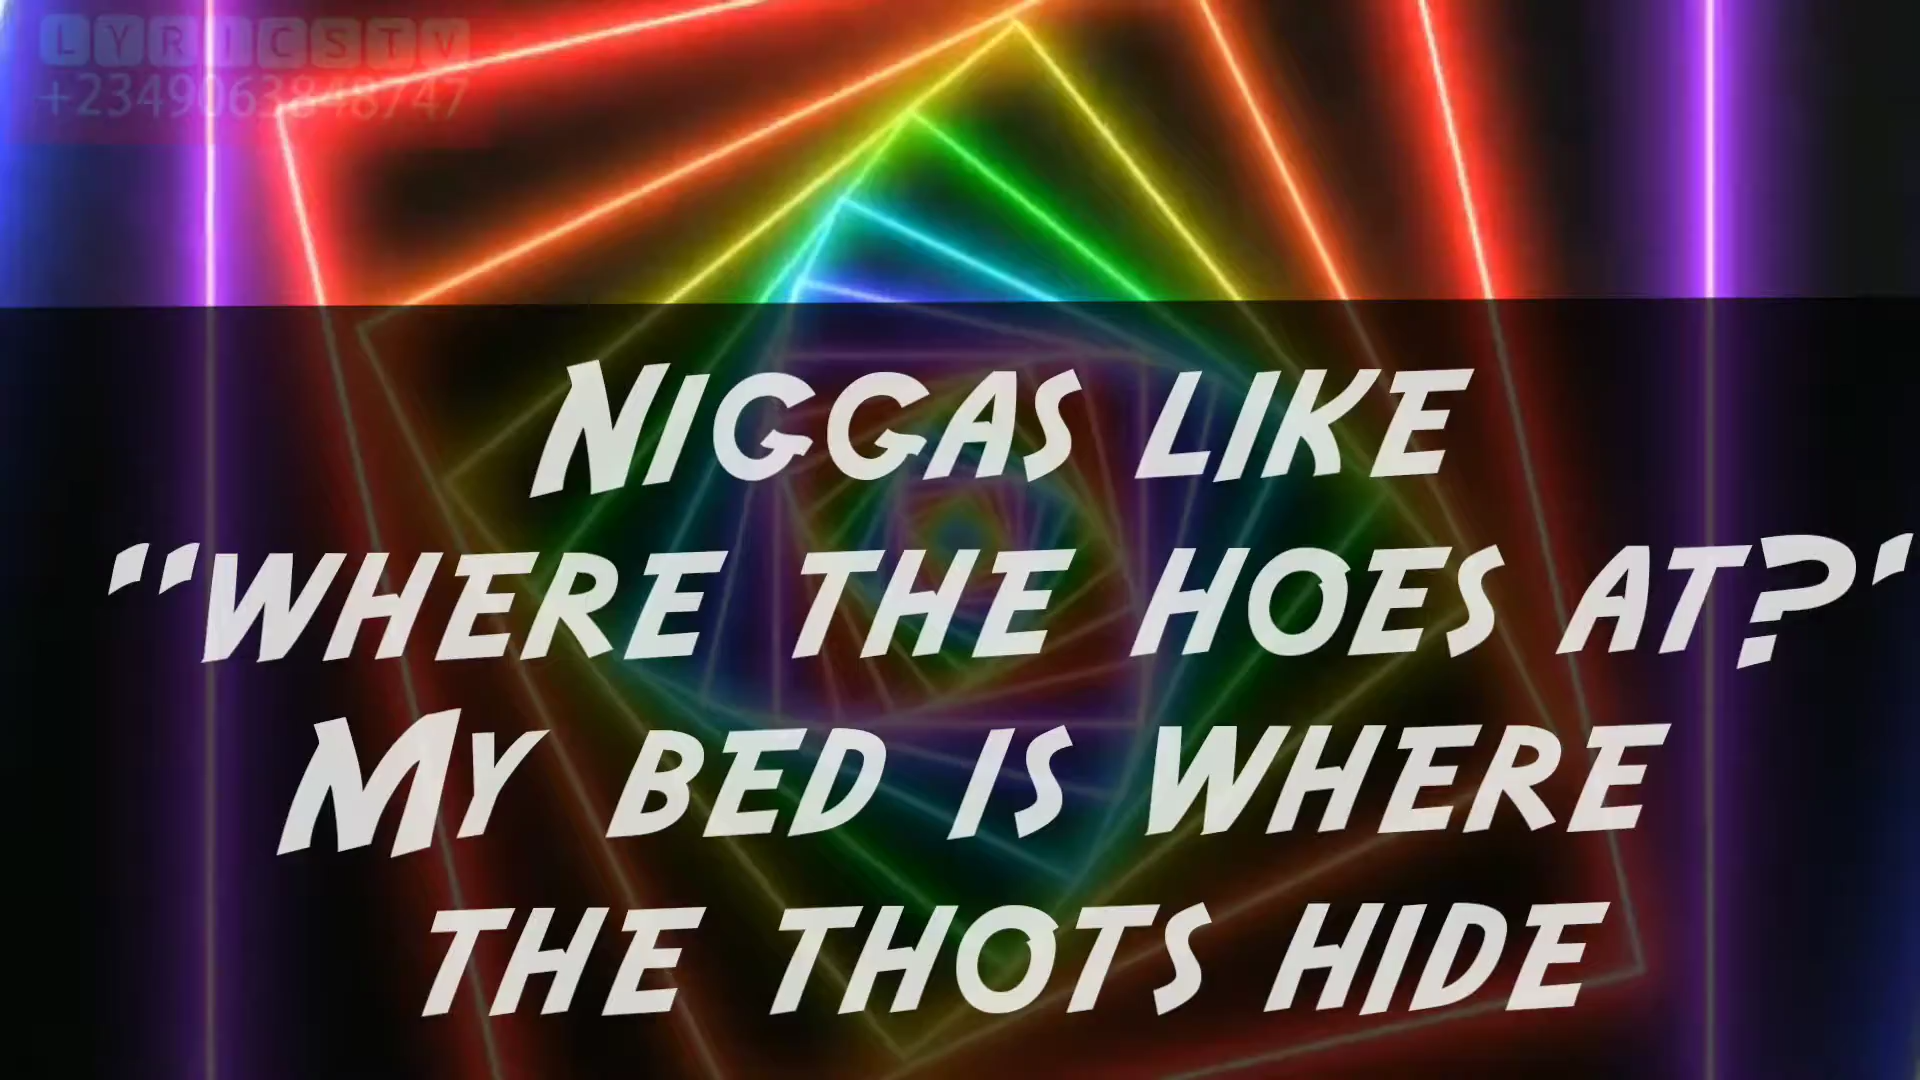 LYRICSTV
+2349063848747
Niggas like
"where the hoes at?'
My bed is where
the thots hide